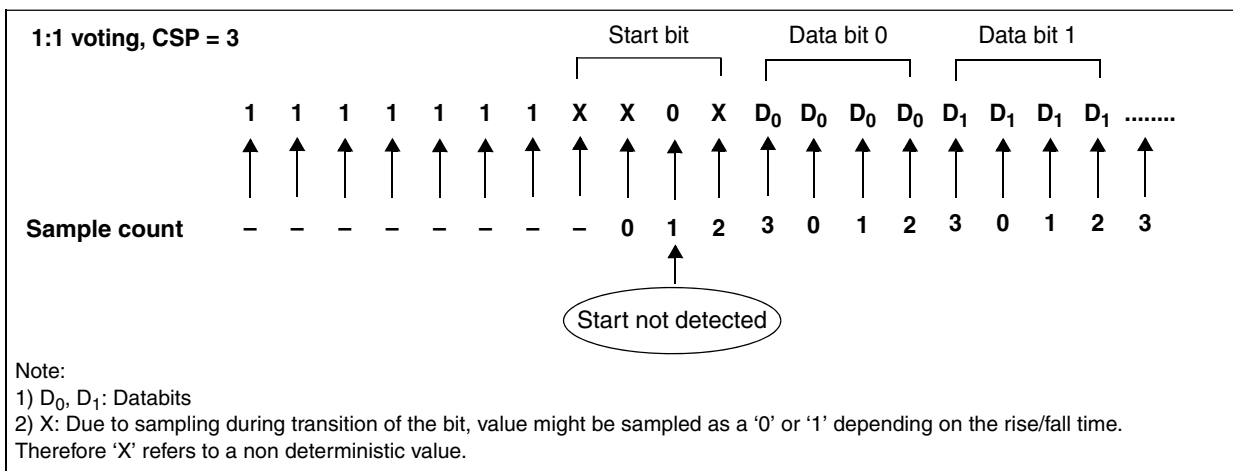 1:1 voting, CSP = 3
Start bit Data bit 0 Data bit 1
1 1 1 1 1 1 1 X X 0 X D₀ D₀ D₀ D₀ D₁ D₁ D₁ D₁ ........
Sample count – – – – – – – – 0 1 2 3 0 1 2 3 0 1 2 3
Start not detected
Note:
1) D₀, D₁: Databits
2) X: Due to sampling during transition of the bit, value might be sampled as a ‘0’ or ‘1’ depending on the rise/fall time.
Therefore ‘X’ refers to a non deterministic value.